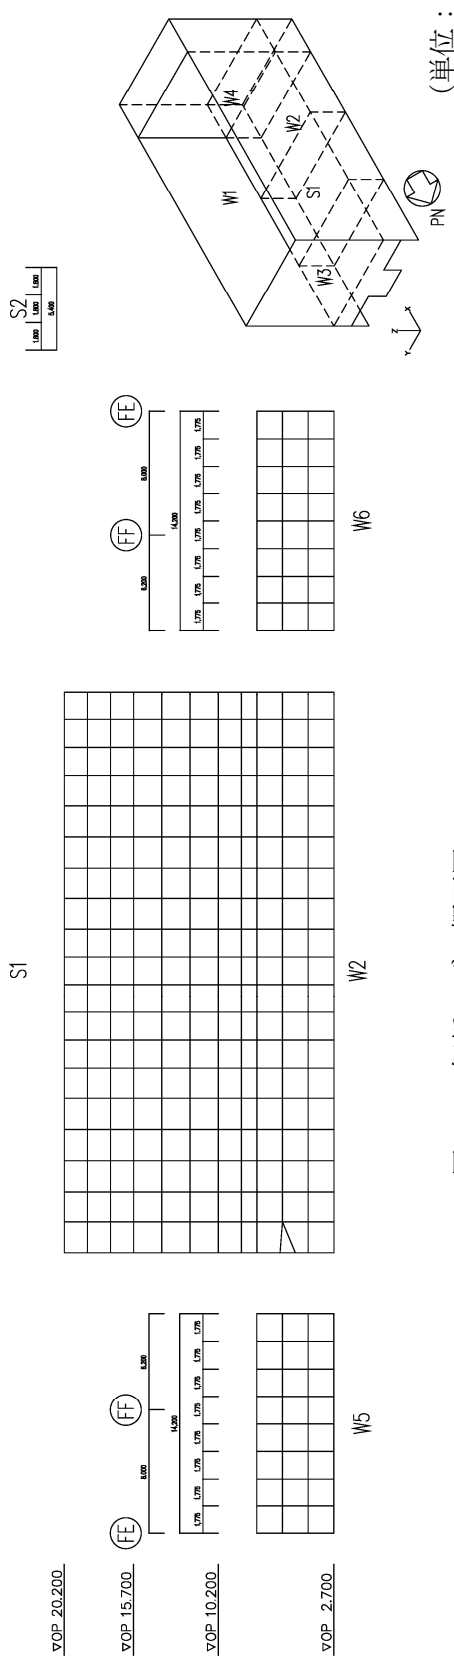 S1
S2
1.800 1.800 1.800
5.400
▽OP 20.200
▽OP 15.700
▽OP 10.200
▽OP 2.700
FE FF
8.000 6.200
14.200
1.775 1.775 1.775 1.775 1.775 1.775 1.775 1.775
W5
W2
FF FE
6.200 8.000
14.200
1.775 1.775 1.775 1.775 1.775 1.775 1.775 1.775
W6
W1
W4
W2
S1
W3
Z
Y X
PN
(単位：